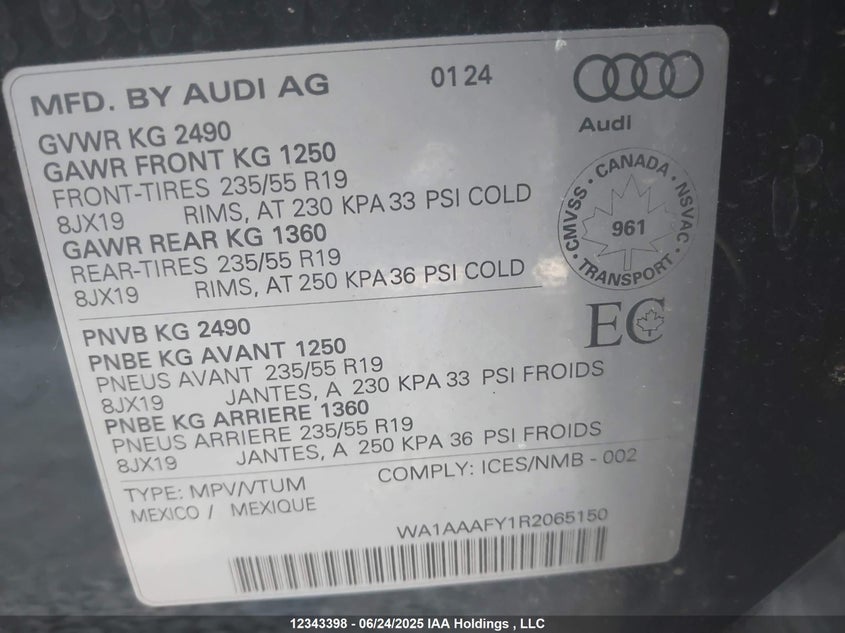 MFD. BY AUDI AG
01 24
Audi
GVWR KG 2490
GAWR FRONT KG 1250
FRONT-TIRES 235/55 R19
8JX19 RIMS, AT 230 KPA 33 PSI COLD
GAWR REAR KG 1360
REAR-TIRES 235/55 R19
8JX19 RIMS, AT 250 KPA 36 PSI COLD
CMVSS · CANADA · NSVAC · TRANSPORT ·
961
EC
PNVB KG 2490
PNBE KG AVANT 1250
PNEUS AVANT 235/55 R19
8JX19 JANTES, A 230 KPA 33 PSI FROIDS
PNBE KG ARRIERE 1360
PNEUS ARRIERE 235/55 R19
8JX19 JANTES, A 250 KPA 36 PSI FROIDS
TYPE: MPV/VTUM COMPLY: ICES/NMB - 002
MEXICO / MEXIQUE
WA1AAAFY1R2065150
12343398 - 06/24/2025 IAA Holdings , LLC